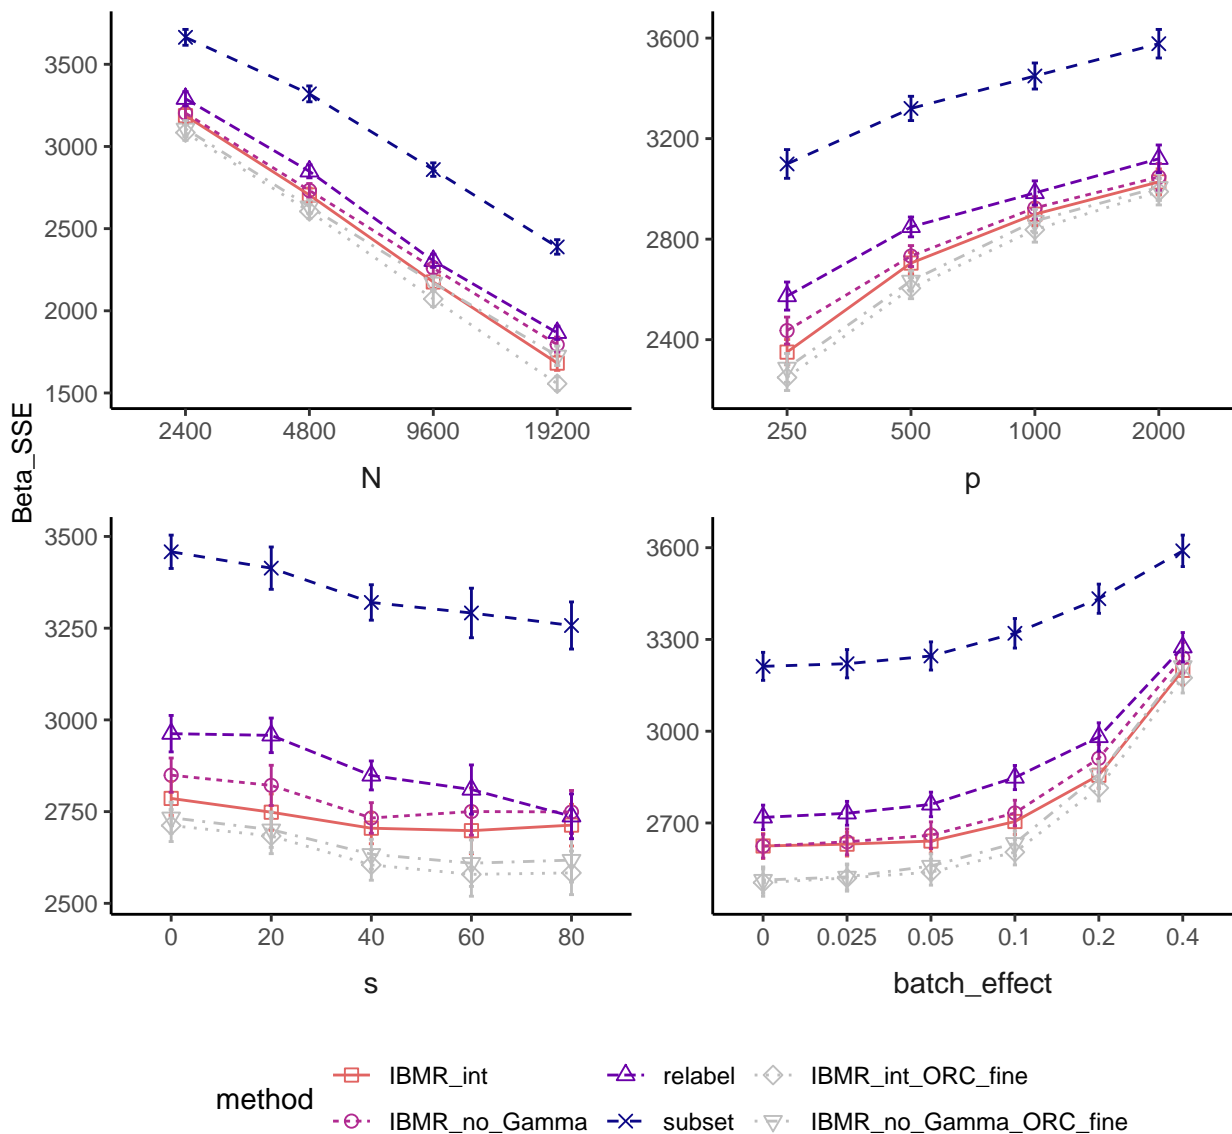 Beta_SSE
3500
3000
2500
2000
1500
2400 4800 9600 19200
N
3600
3200
2800
2400
250 500 1000 2000
p
3500
3250
3000
2750
2500
0 20 40 60 80
s
3600
3300
3000
2700
0 0.025 0.05 0.1 0.2 0.4
batch_effect
method
IBMR_int relabel IBMR_int_ORC_fine
IBMR_no_Gamma subset IBMR_no_Gamma_ORC_fine